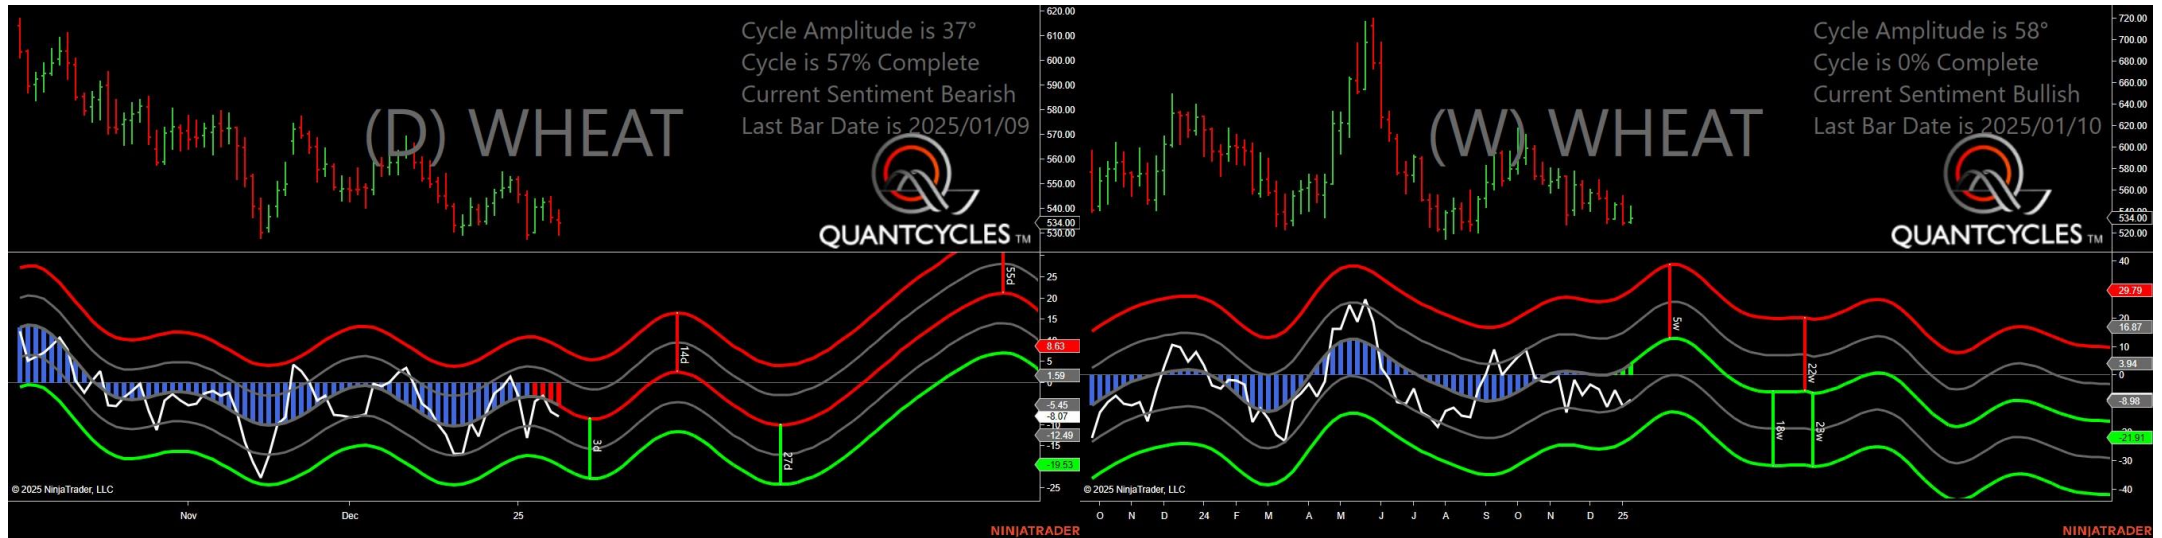 Cycle Amplitude is 37°
Cycle is 57% Complete
Current Sentiment Bearish
Last Bar Date is 2025/01/09
(D) WHEAT
QUANTCYCLES TM
620.00
610.00
600.00
590.00
580.00
570.00
560.00
550.00
540.00
534.00
530.00
55d
14d
3d
27d
25
20
15
8.63
5
1.59
-5.45
-8.07
-12.49
-15
-19.53
-25
© 2025 NinjaTrader, LLC
Nov
Dec
25
NINJATRADER
Cycle Amplitude is 58°
Cycle is 0% Complete
Current Sentiment Bullish
Last Bar Date is 2025/01/10
(W) WHEAT
QUANTCYCLES TM
720.00
700.00
680.00
660.00
640.00
620.00
600.00
580.00
560.00
540.00
534.00
520.00
5w
22w
18w
23w
40
29.79
20
16.87
10
3.94
0
-8.98
-21.91
-30
-40
© 2025 NinjaTrader, LLC
O N D 24 F M A M J J A S O N D 25
NINJATRADER